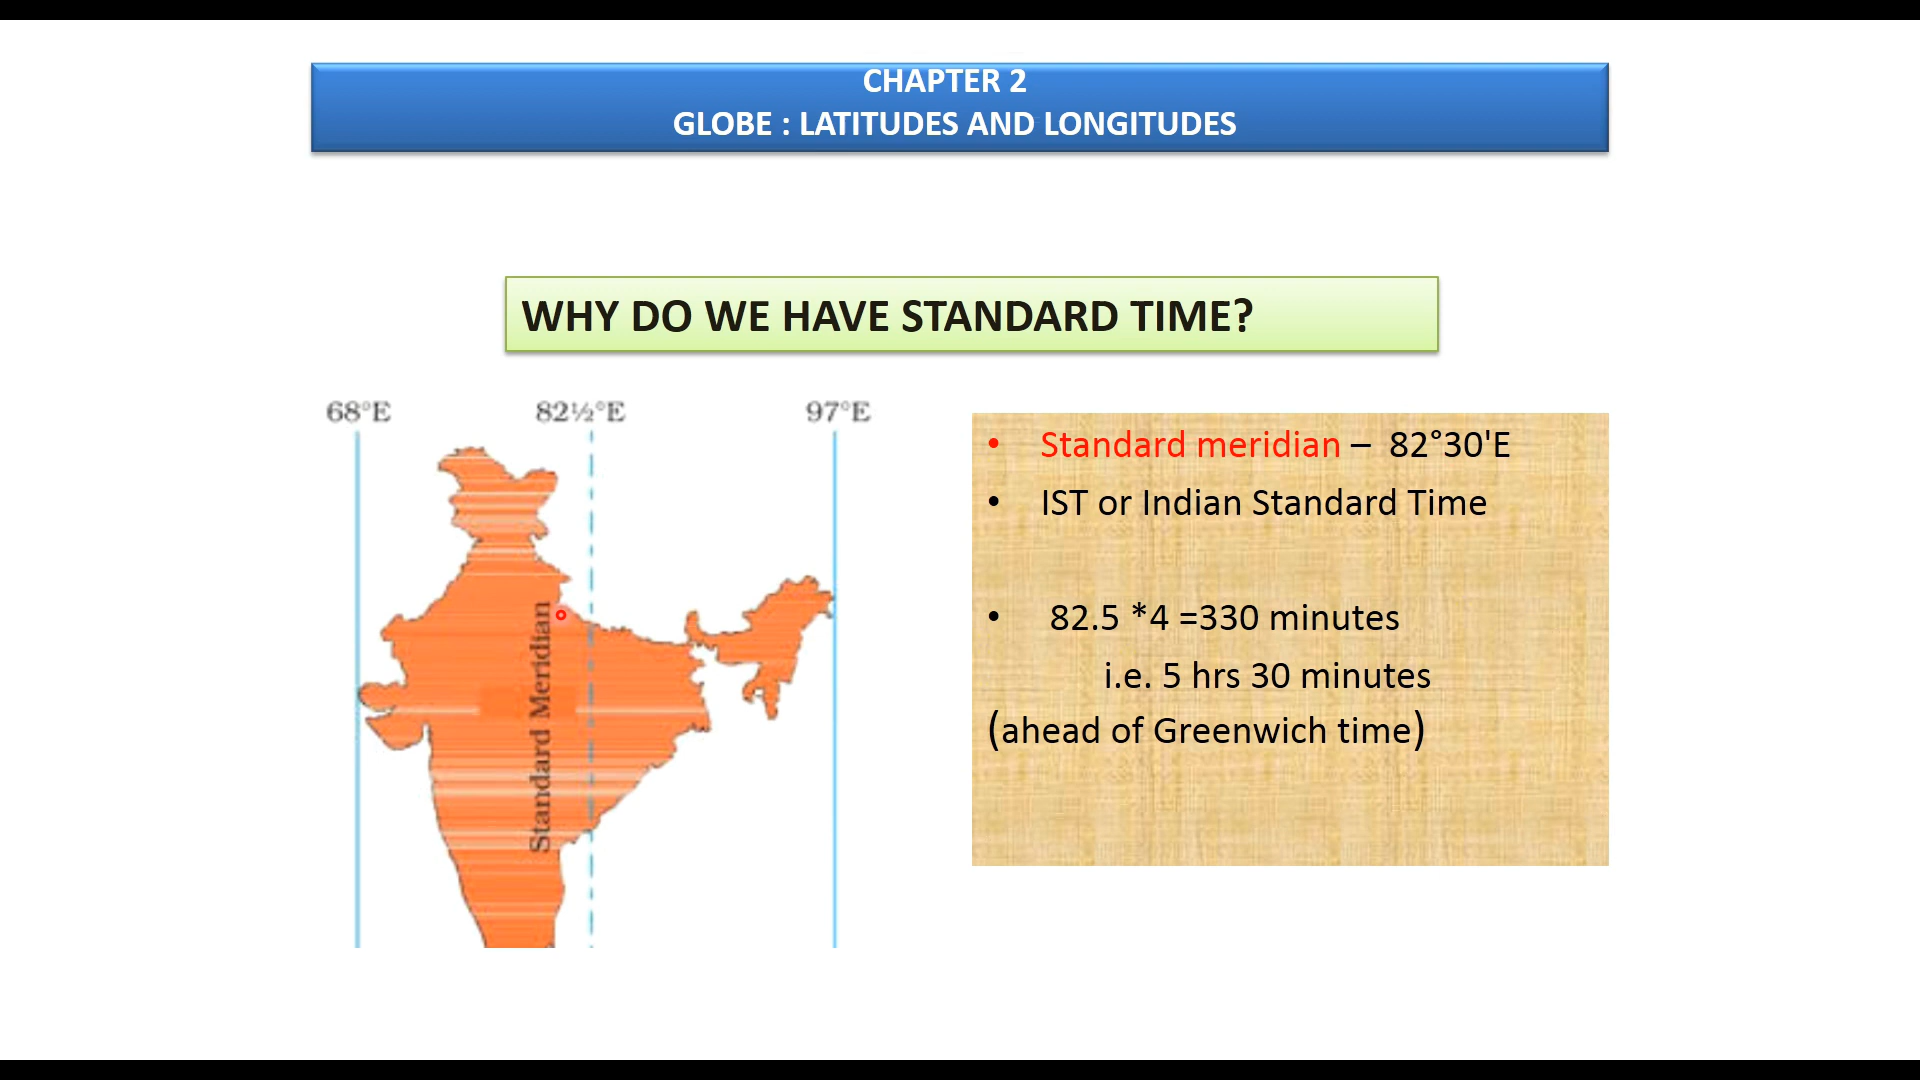 CHAPTER 2
GLOBE : LATITUDES AND LONGITUDES
WHY DO WE HAVE STANDARD TIME?
68°E 82½°E 97°E
Standard Meridian
• Standard meridian – 82°30'E
• IST or Indian Standard Time
• 82.5 *4 =330 minutes
i.e. 5 hrs 30 minutes
(ahead of Greenwich time)